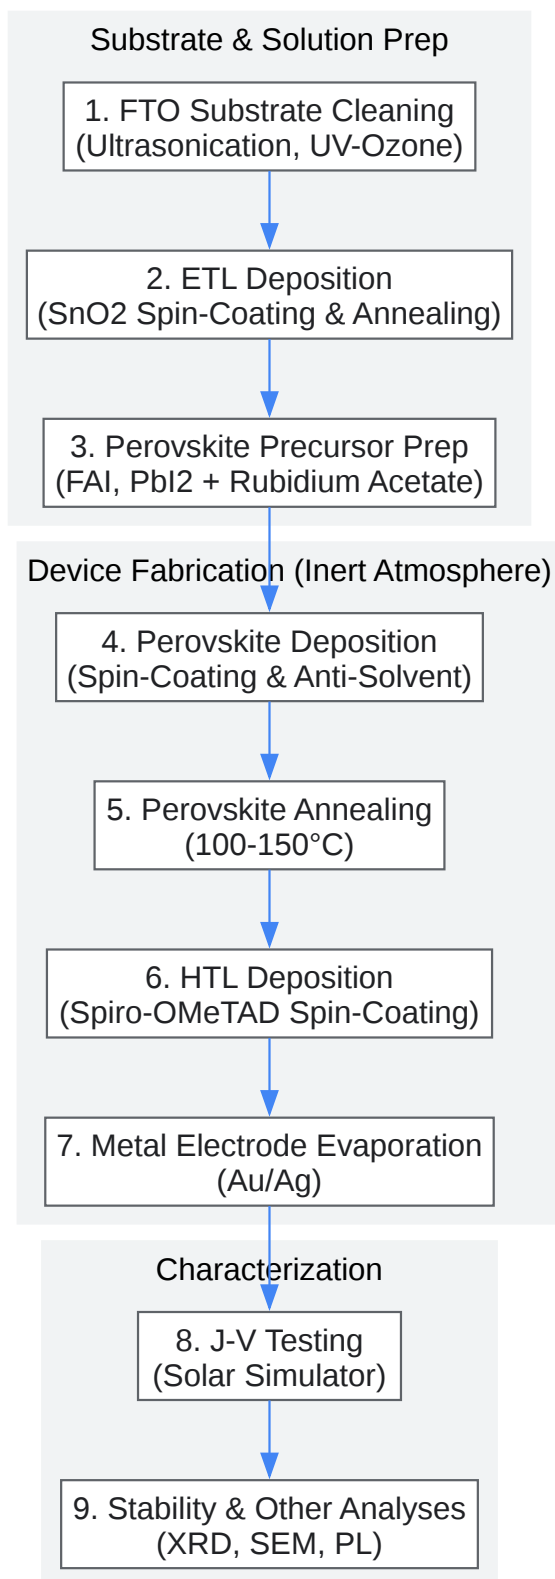 Substrate & Solution Prep
1. FTO Substrate Cleaning
(Ultrasonication, UV-Ozone)
2. ETL Deposition
(SnO2 Spin-Coating & Annealing)
3. Perovskite Precursor Prep
(FAI, PbI2 + Rubidium Acetate)
Device Fabrication (Inert Atmosphere)
4. Perovskite Deposition
(Spin-Coating & Anti-Solvent)
5. Perovskite Annealing
(100-150°C)
6. HTL Deposition
(Spiro-OMeTAD Spin-Coating)
7. Metal Electrode Evaporation
(Au/Ag)
Characterization
8. J-V Testing
(Solar Simulator)
9. Stability & Other Analyses
(XRD, SEM, PL)